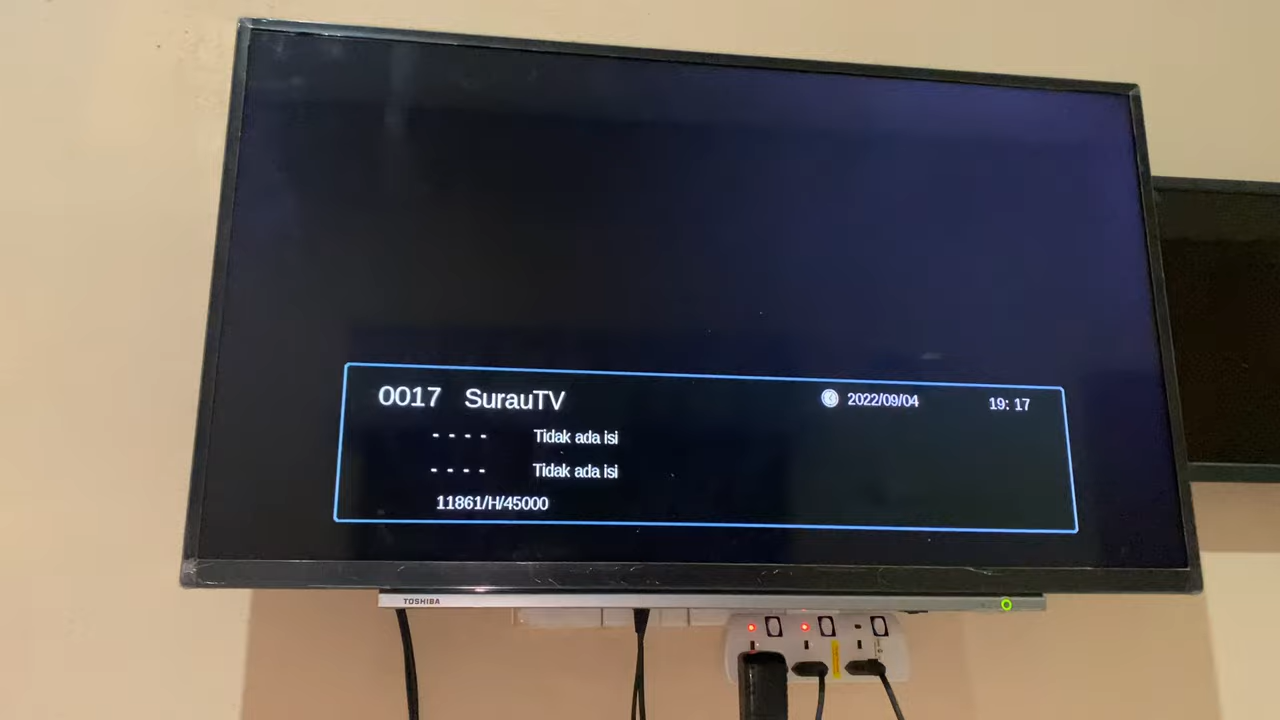 0017 SurauTV 2022/09/04 19:17
- - - - Tidak ada isi
- - - - Tidak ada isi
11861/H/45000
TOSHIBA